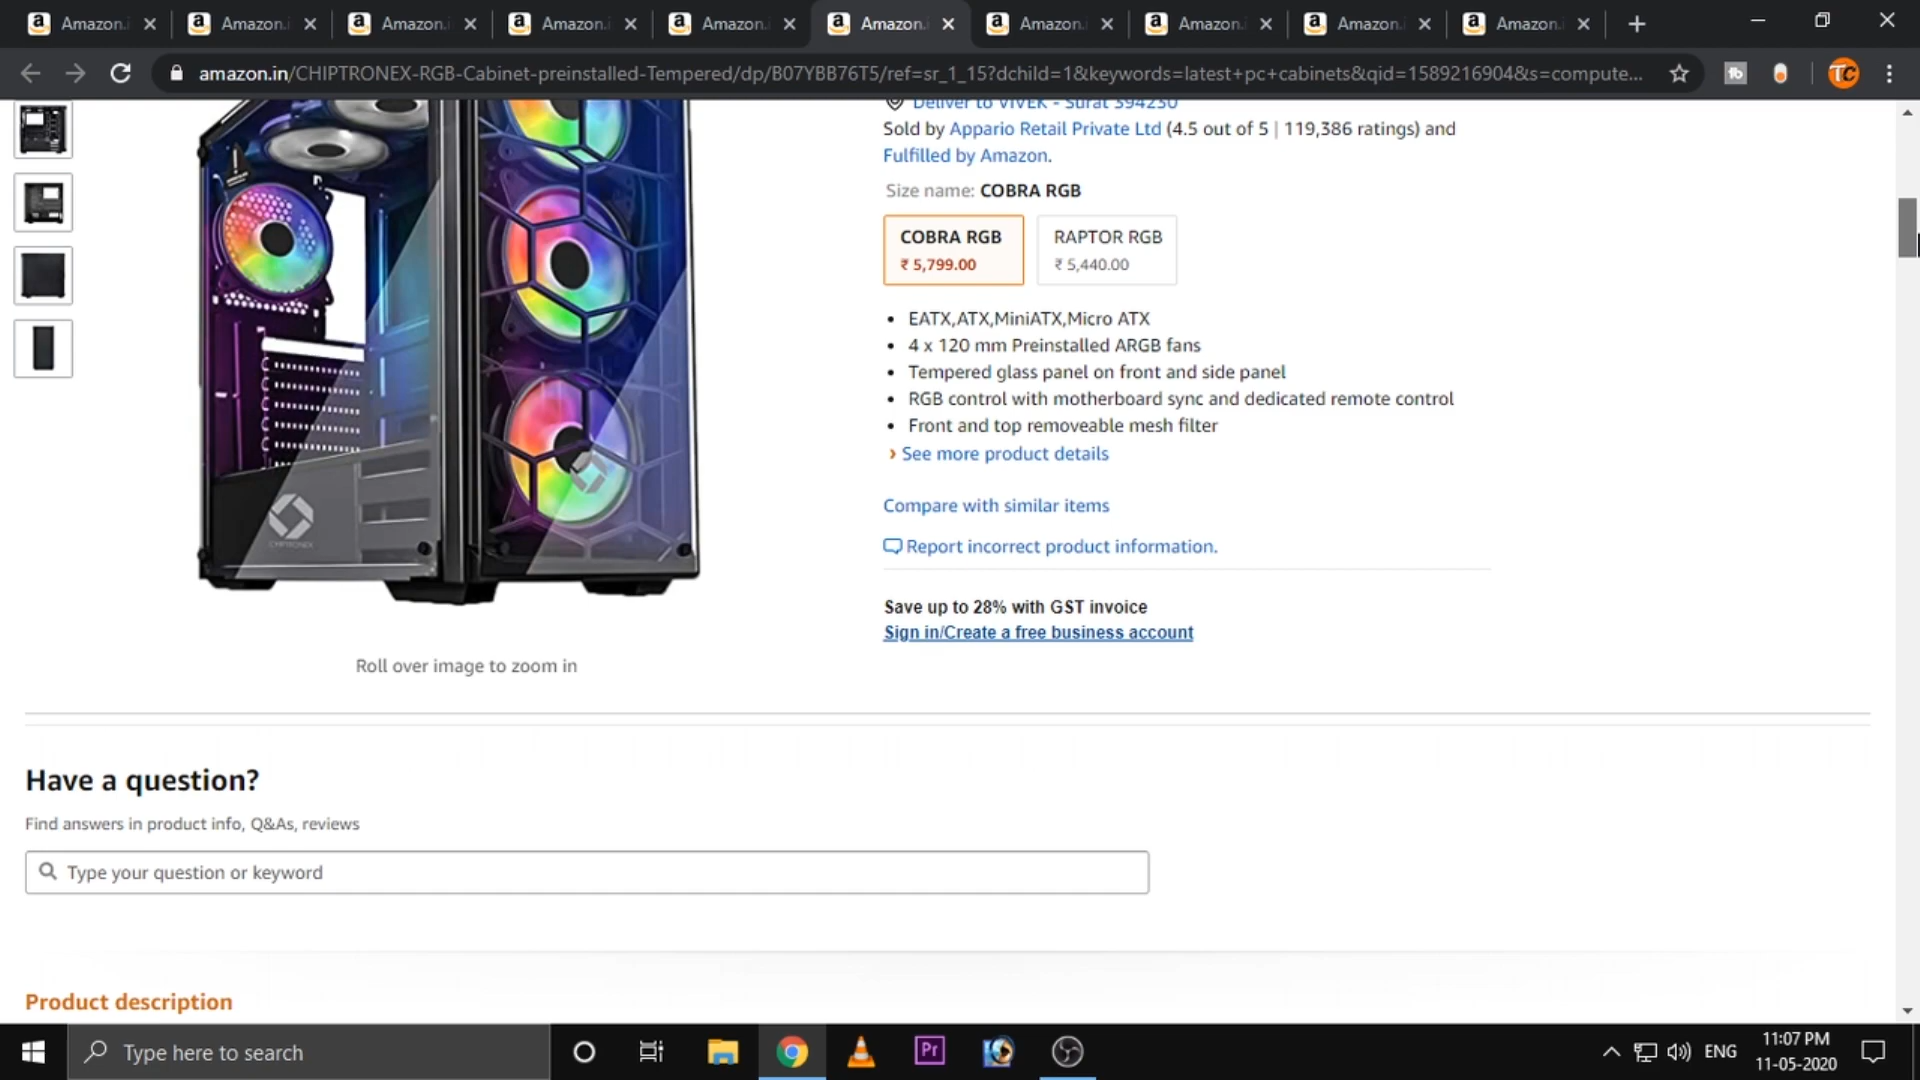 Amazon.i
Amazon.i
Amazon.i
Amazon.i
Amazon.i
Amazon.i
Amazon.
Amazon.
Amazon.
Amazon.
amazon.in/CHIPTRONEX-RGB-Cabinet-preinstalled-Tempered/dp/B07YBB76T5/ref=sr_1_15?dchild=1&keywords=latest+pc+cabinets&qid=1589216904&s=compute...
Deliver to VIVEK - Surat 394230
Sold by Appario Retail Private Ltd (4.5 out of 5 | 119,386 ratings) and
Fulfilled by Amazon.
Size name: COBRA RGB
COBRA RGB
₹ 5,799.00
RAPTOR RGB
₹ 5,440.00
• EATX,ATX,MiniATX,Micro ATX
• 4 x 120 mm Preinstalled ARGB fans
• Tempered glass panel on front and side panel
• RGB control with motherboard sync and dedicated remote control
• Front and top removeable mesh filter
› See more product details
Compare with similar items
Report incorrect product information.
Save up to 28% with GST invoice
Sign in/Create a free business account
CHIPTRONEX
Roll over image to zoom in
Have a question?
Find answers in product info, Q&As, reviews
Type your question or keyword
Product description
Type here to search
Pr
ENG
11:07 PM
11-05-2020